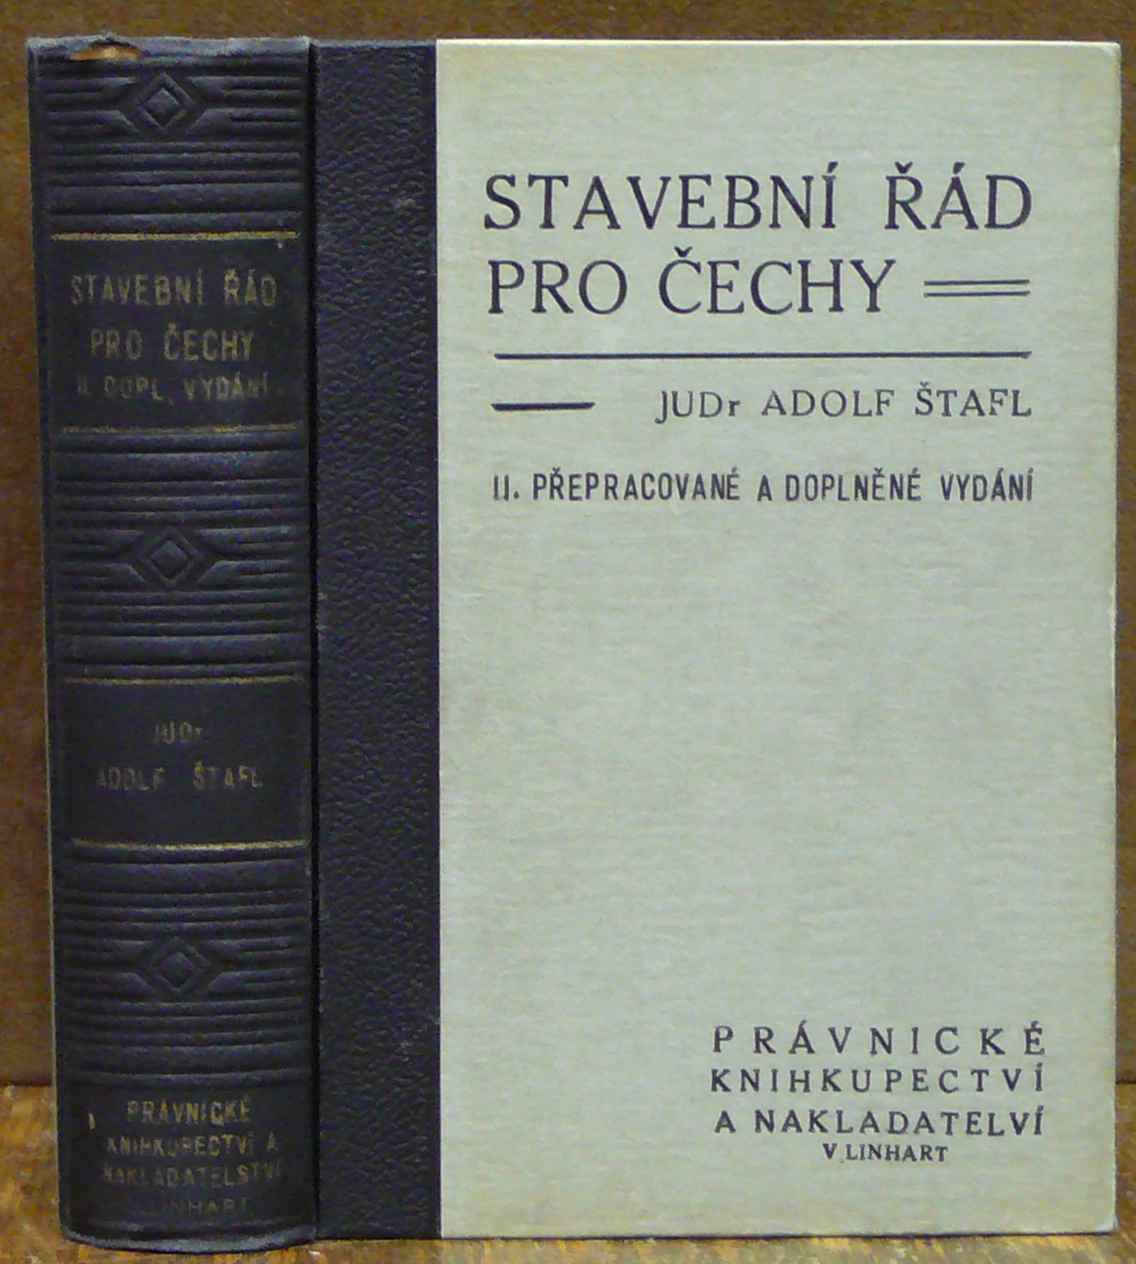 STAVEBNÍ ŘÁD
PRO ČECHY
II. DOPL. VYDÁNÍ
JUDr
ADOLF ŠTAFL
PRÁVNICKÉ
KNIHKUPECTVÍ A
NAKLADATELSTVÍ
LINHART
STAVEBNÍ ŘÁD
PRO ČECHY
JUDr ADOLF ŠTAFL
II. PŘEPRACOVANÉ A DOPLNĚNÉ VYDÁNÍ
PRÁVNICKÉ
KNIHKUPECTVÍ
A NAKLADATELVÍ
V. LINHART